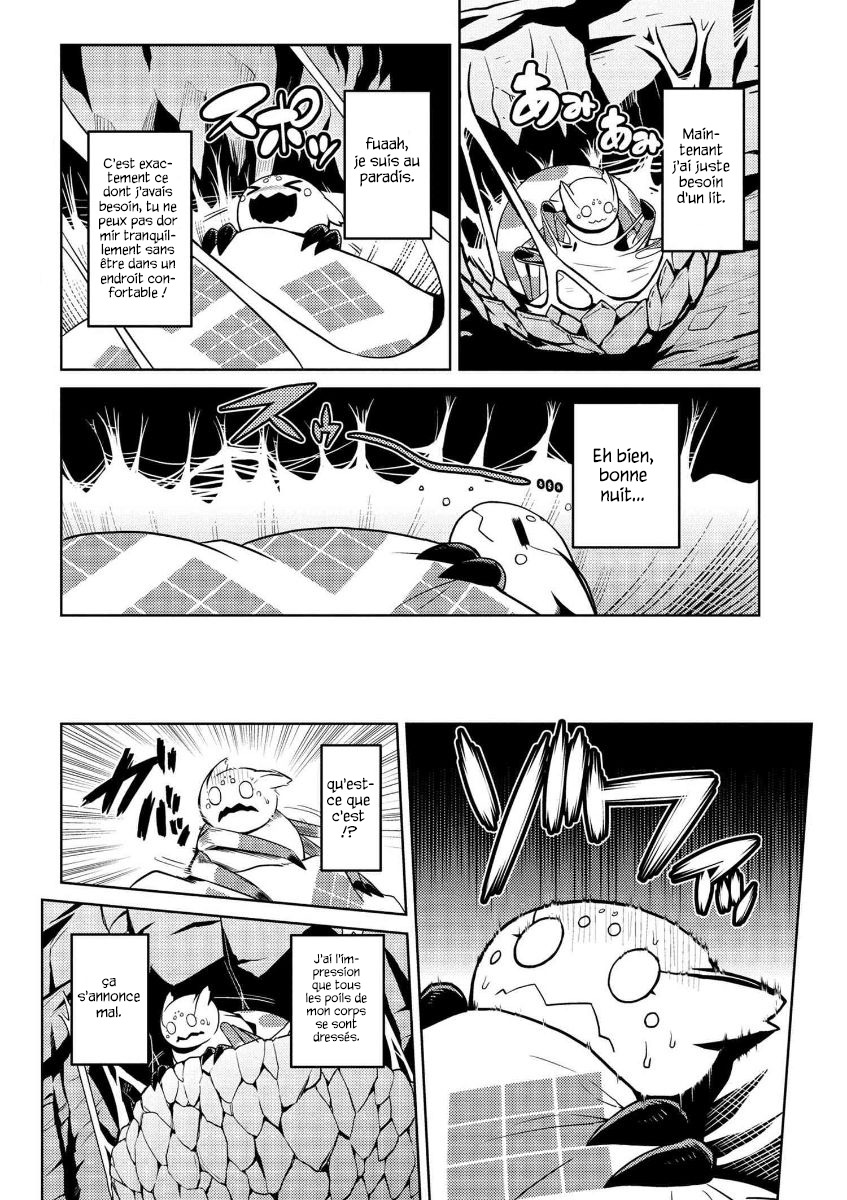 Main-
tenant
j'ai juste
besoin
d'un lit.
あみ
あみ
fuaah,
je suis au
paradis.
スポッ
C'est exac-
tement ce
dont j'avais
besoin, tu ne
peux pas dor
mir tranquil-
lement sans
être dans un
endroit con-
fortable !
Eh bien,
bonne
nuit...
スゥ
ゾクッ
qu'est-
ce que
c'est
!?
ガバッ
J'ai l'im-
pression
que tous
les poils de
mon corps
se sont
dressés.
ça
s'annonce
mal.